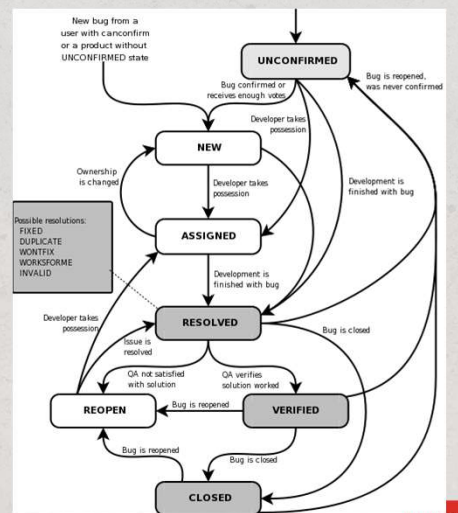 New bug from a
user with canconfirm
or a product without
UNCONFIRMED state
UNCONFIRMED
Bug confirmed or
receives enough votes
Bug is reopened,
was never confirmed
Developer takes
possession
NEW
Ownership
is changed
Developer takes
possession
Development is
finished with bug
Possible resolutions:
FIXED
DUPLICATE
WONTFIX
WORKSFORME
INVALID
ASSIGNED
Development is
finished with bug
Developer takes
possession
RESOLVED
Issue is
resolved
Bug is closed
QA not satisfied
with solution
QA verifies
solution worked
REOPEN
Bug is reopened
VERIFIED
Bug is reopened
Bug is closed
CLOSED